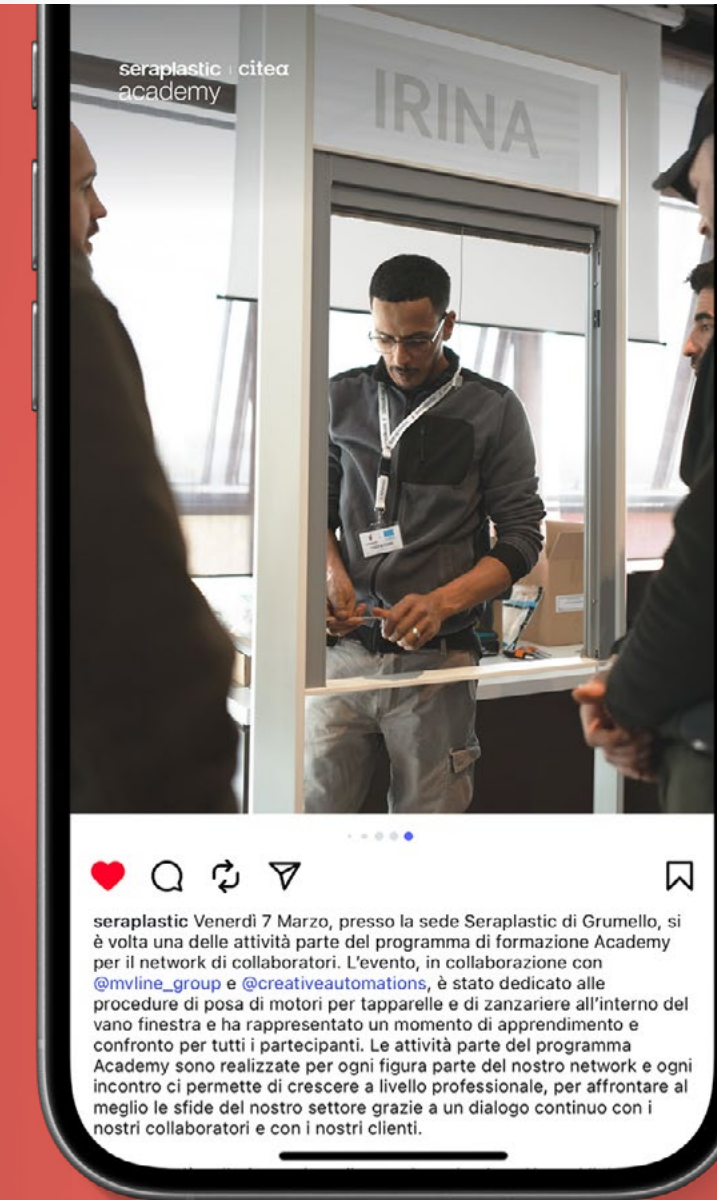 seraplastic | citea
academy
IRINA
seraplastic Venerdì 7 Marzo, presso la sede Seraplastic di Grumello, si
è volta una delle attività parte del programma di formazione Academy
per il network di collaboratori. L'evento, in collaborazione con
@mvline_group e @creativeautomations, è stato dedicato alle
procedure di posa di motori per tapparelle e di zanzariere all'interno del
vano finestra e ha rappresentato un momento di apprendimento e
confronto per tutti i partecipanti. Le attività parte del programma
Academy sono realizzate per ogni figura parte del nostro network e ogni
incontro ci permette di crescere a livello professionale, per affrontare al
meglio le sfide del nostro settore grazie a un dialogo continuo con i
nostri collaboratori e con i nostri clienti.